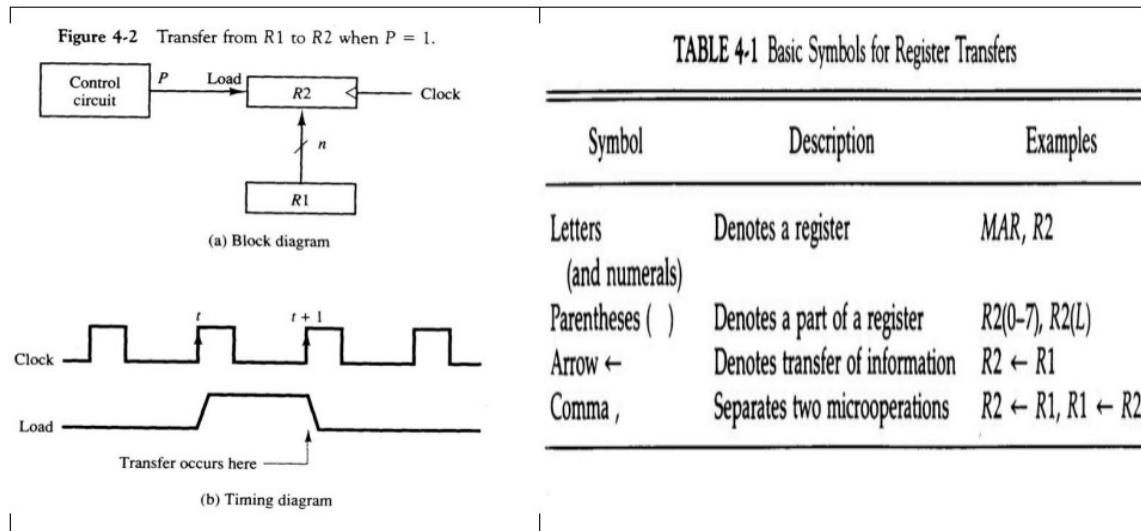 Figure 4-2 Transfer from R1 to R2 when P = 1.
Control
circuit
P
Load
R2
Clock
n
R1
(a) Block diagram
t
t + 1
Clock
Load
Transfer occurs here
(b) Timing diagram
TABLE 4-1 Basic Symbols for Register Transfers
Symbol Description Examples
Letters Denotes a register MAR, R2
(and numerals)
Parentheses ( ) Denotes a part of a register R2(0–7), R2(L)
Arrow ← Denotes transfer of information R2 ← R1
Comma , Separates two microoperations R2 ← R1, R1 ← R2